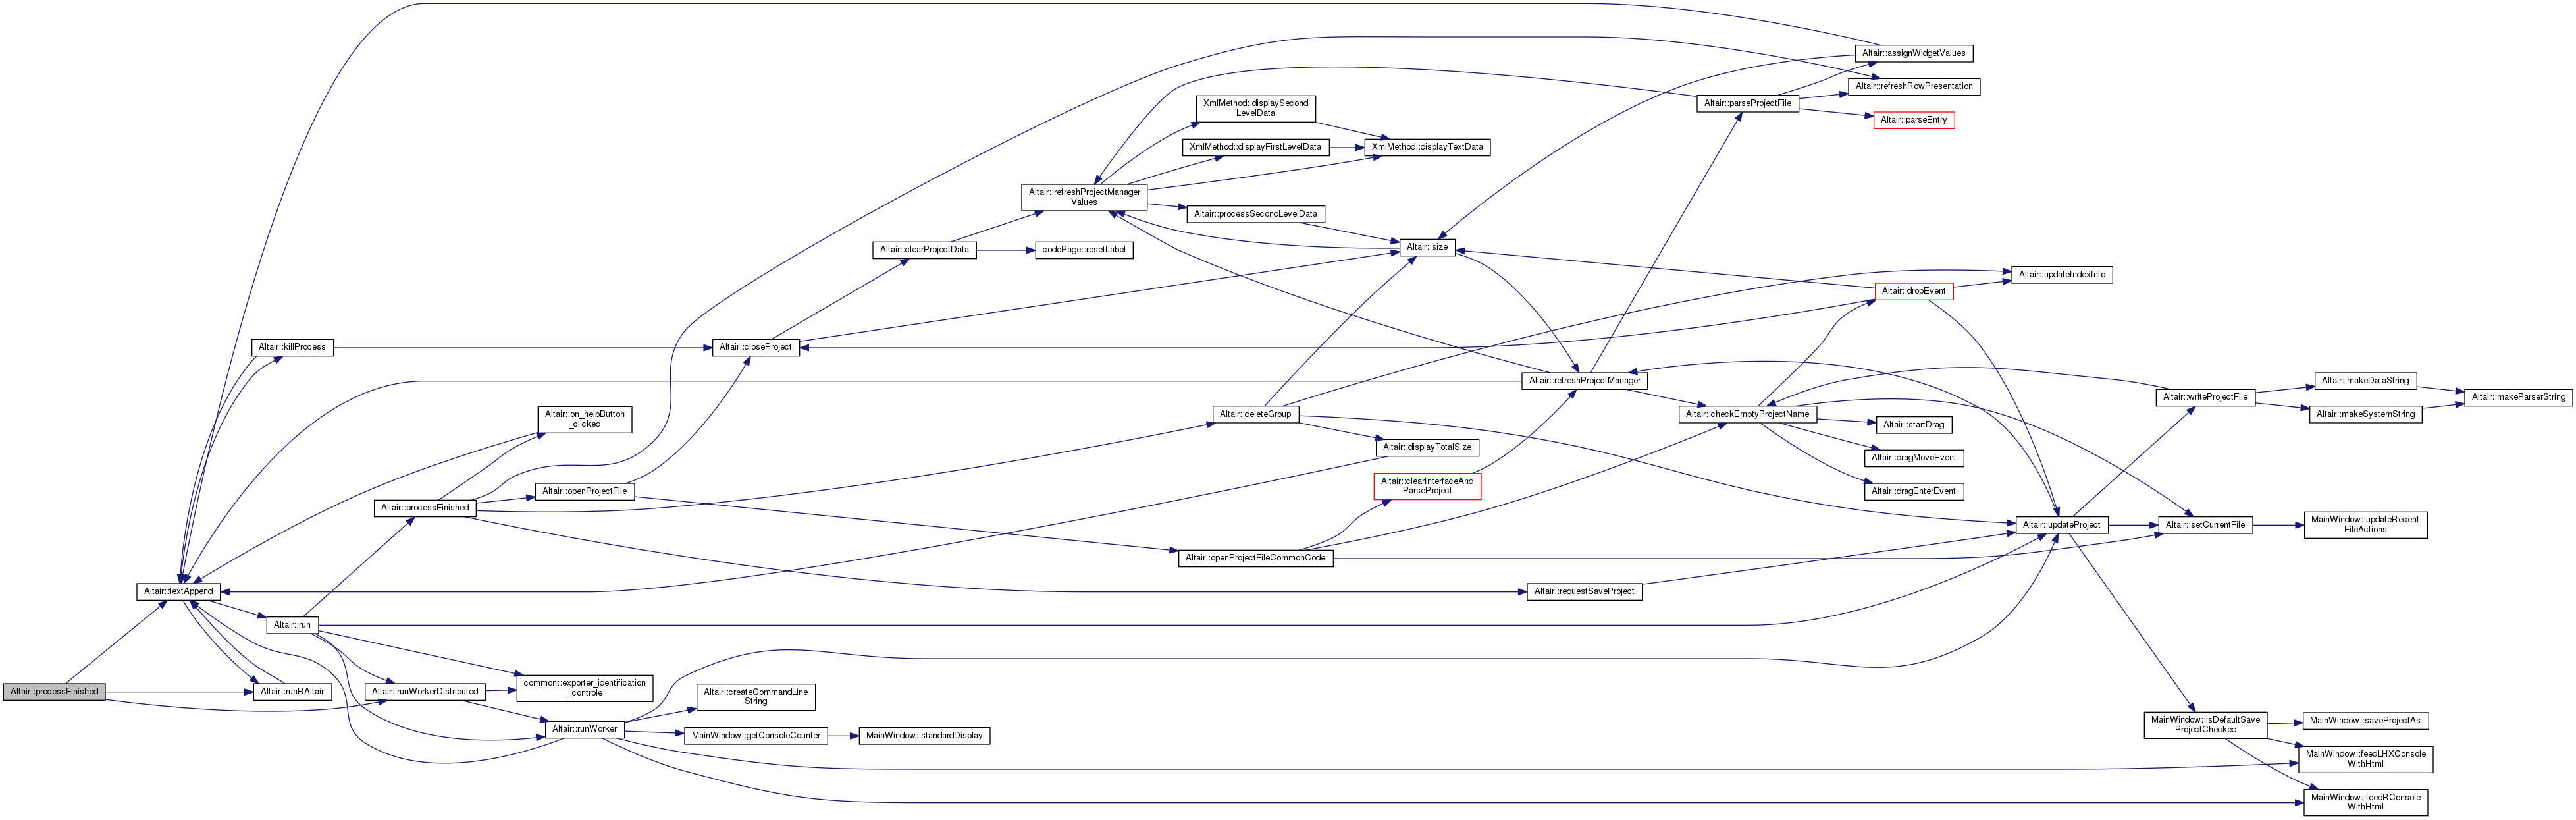 Altair::assignWidgetValues
Altair::refreshRowPresentation
XmlMethod::displaySecond
LevelData
Altair::parseProjectFile
Altair::parseEntry
XmlMethod::displayFirstLevelData
XmlMethod::displayTextData
Altair::refreshProjectManager
Values
Altair::processSecondLevelData
Altair::clearProjectData
codePage::resetLabel
Altair::size
Altair::updateIndexInfo
Altair::dropEvent
Altair::killProcess
Altair::closeProject
Altair::refreshProjectManager
Altair::makeDataString
Altair::writeProjectFile
Altair::makeParserString
Altair::on_helpButton
_clicked
Altair::deleteGroup
Altair::checkEmptyProjectName
Altair::makeSystemString
Altair::startDrag
Altair::displayTotalSize
Altair::dragMoveEvent
Altair::clearInterfaceAnd
ParseProject
Altair::openProjectFile
Altair::dragEnterEvent
Altair::processFinished
Altair::updateProject
Altair::setCurrentFile
MainWindow::updateRecent
FileActions
Altair::openProjectFileCommonCode
Altair::textAppend
Altair::requestSaveProject
Altair::run
Altair::processFinished
Altair::runRAltair
Altair::runWorkerDistributed
common::exporter_identification
_controle
Altair::createCommandLine
String
Altair::runWorker
MainWindow::getConsoleCounter
MainWindow::standardDisplay
MainWindow::isDefaultSave
ProjectChecked
MainWindow::saveProjectAs
MainWindow::feedLHXConsole
WithHtml
MainWindow::feedRConsole
WithHtml